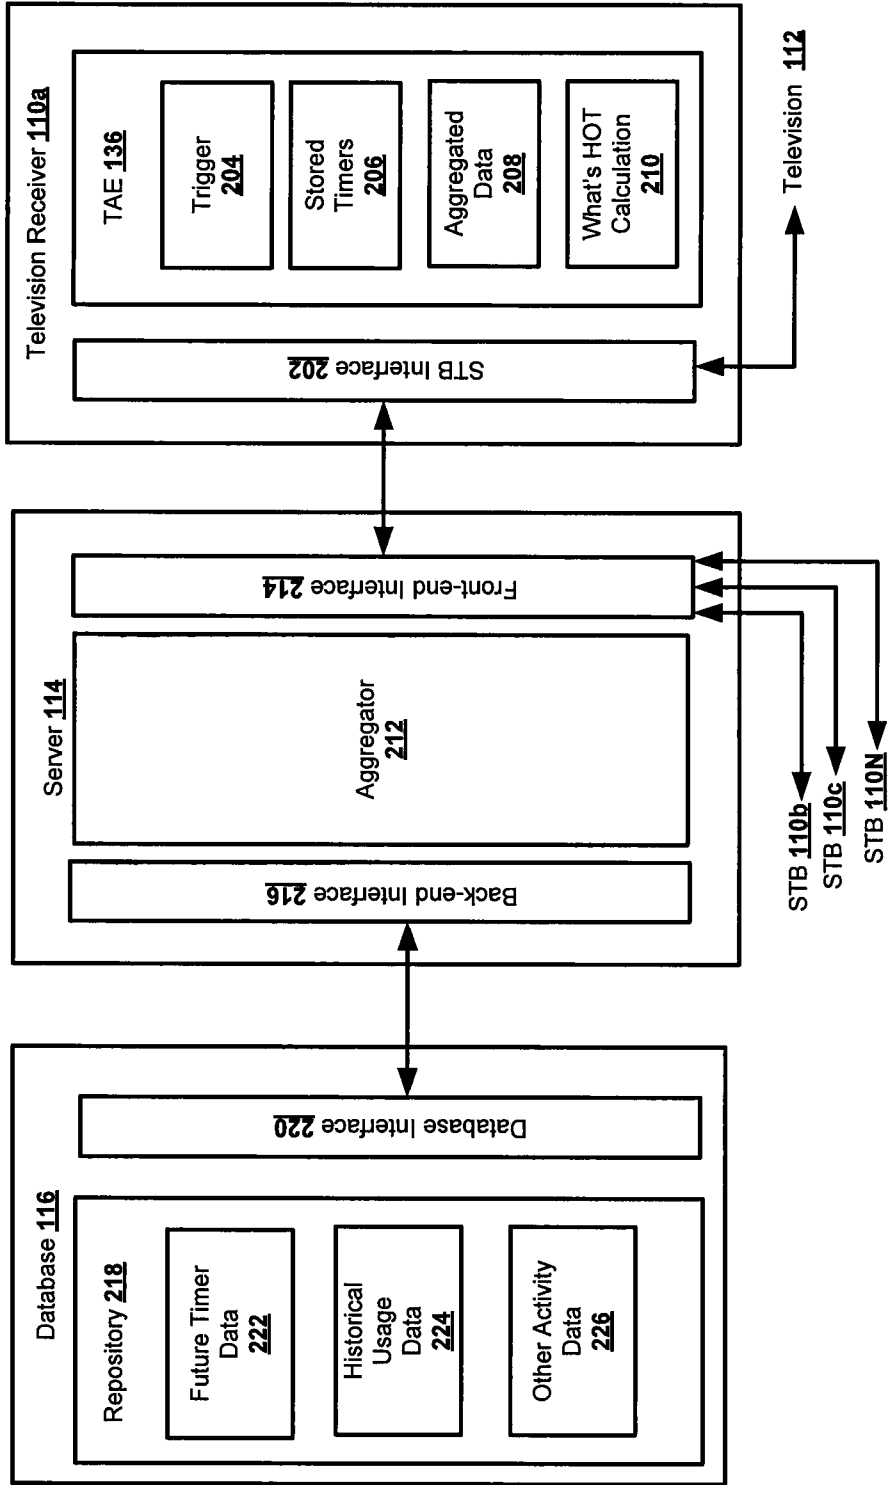 Database 116
Repository 218
Future Timer
Data
222
Historical
Usage
Data
224
Other Activity
Data
226
Database Interface 220
Server 114
Back-end Interface 216
Aggregator
212
Front-end Interface 214
STB 110b
STB 110c
STB 110N
Television Receiver 110a
STB Interface 202
TAE 136
Trigger
204
Stored
Timers
206
Aggregated
Data
208
What's HOT
Calculation
210
Television 112